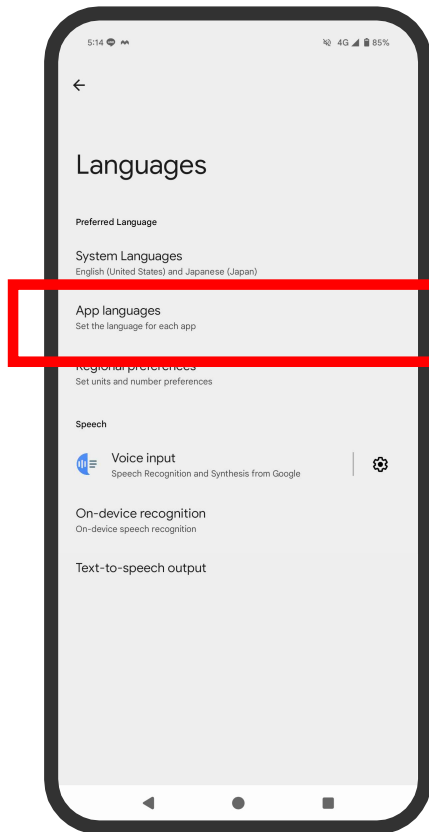 5:14 4G 85%
Languages
Preferred Language
System Languages
English (United States) and Japanese (Japan)
App languages
Set the language for each app
Regional preferences
Set units and number preferences
Speech
Voice input
Speech Recognition and Synthesis from Google
On-device recognition
On-device speech recognition
Text-to-speech output